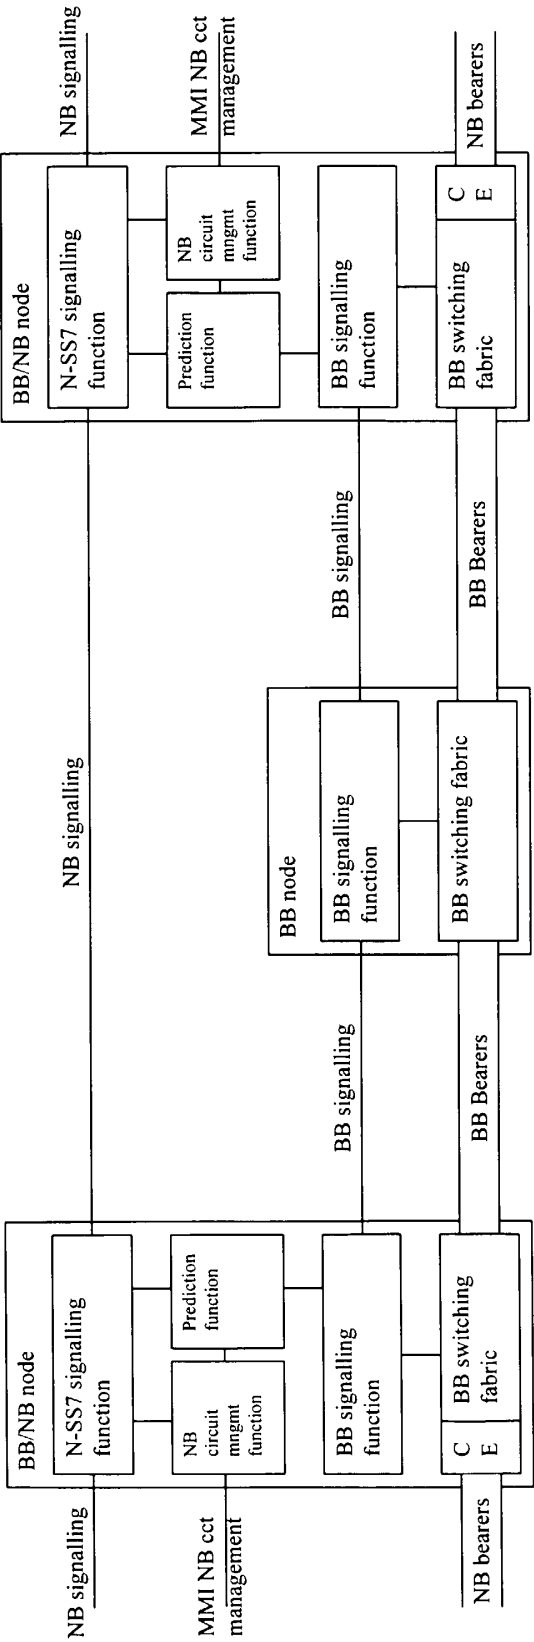 NB signalling
MMI NB cct
management
NB bearers
BB/NB node
N-SS7 signalling
function
NB
circuit
mngmt
function
Prediction
function
BB signalling
function
C
E
BB switching
fabric
NB signalling
BB signalling
BB Bearers
BB node
BB signalling
function
BB switching fabric
BB signalling
BB Bearers
BB/NB node
N-SS7 signalling
function
Prediction
function
NB
circuit
mngmt
function
BB signalling
function
BB switching
fabric
C
E
NB signalling
MMI NB cct
management
NB bearers